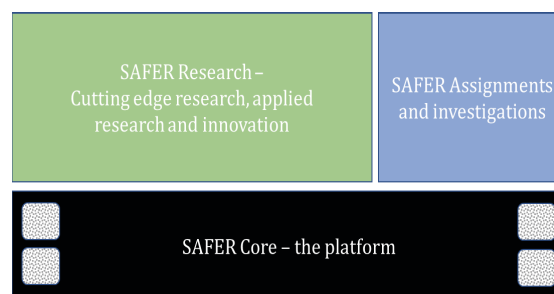 SAFER Research –
Cutting edge research, applied
research and innovation
SAFER Assignments
and investigations
SAFER Core – the platform